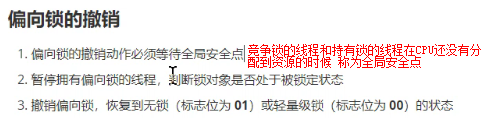 偏向锁的撤销
1. 偏向锁的撤销动作必须等待全局安全点
竞争锁的线程和持有锁的线程在CPU还没有分
配到资源的时候 称为全局安全点
2. 暂停拥有偏向锁的线程，判断锁对象是否处于被锁定状态
3. 撤销偏向锁，恢复到无锁（标志位为 01）或轻量级锁（标志位为 00）的状态